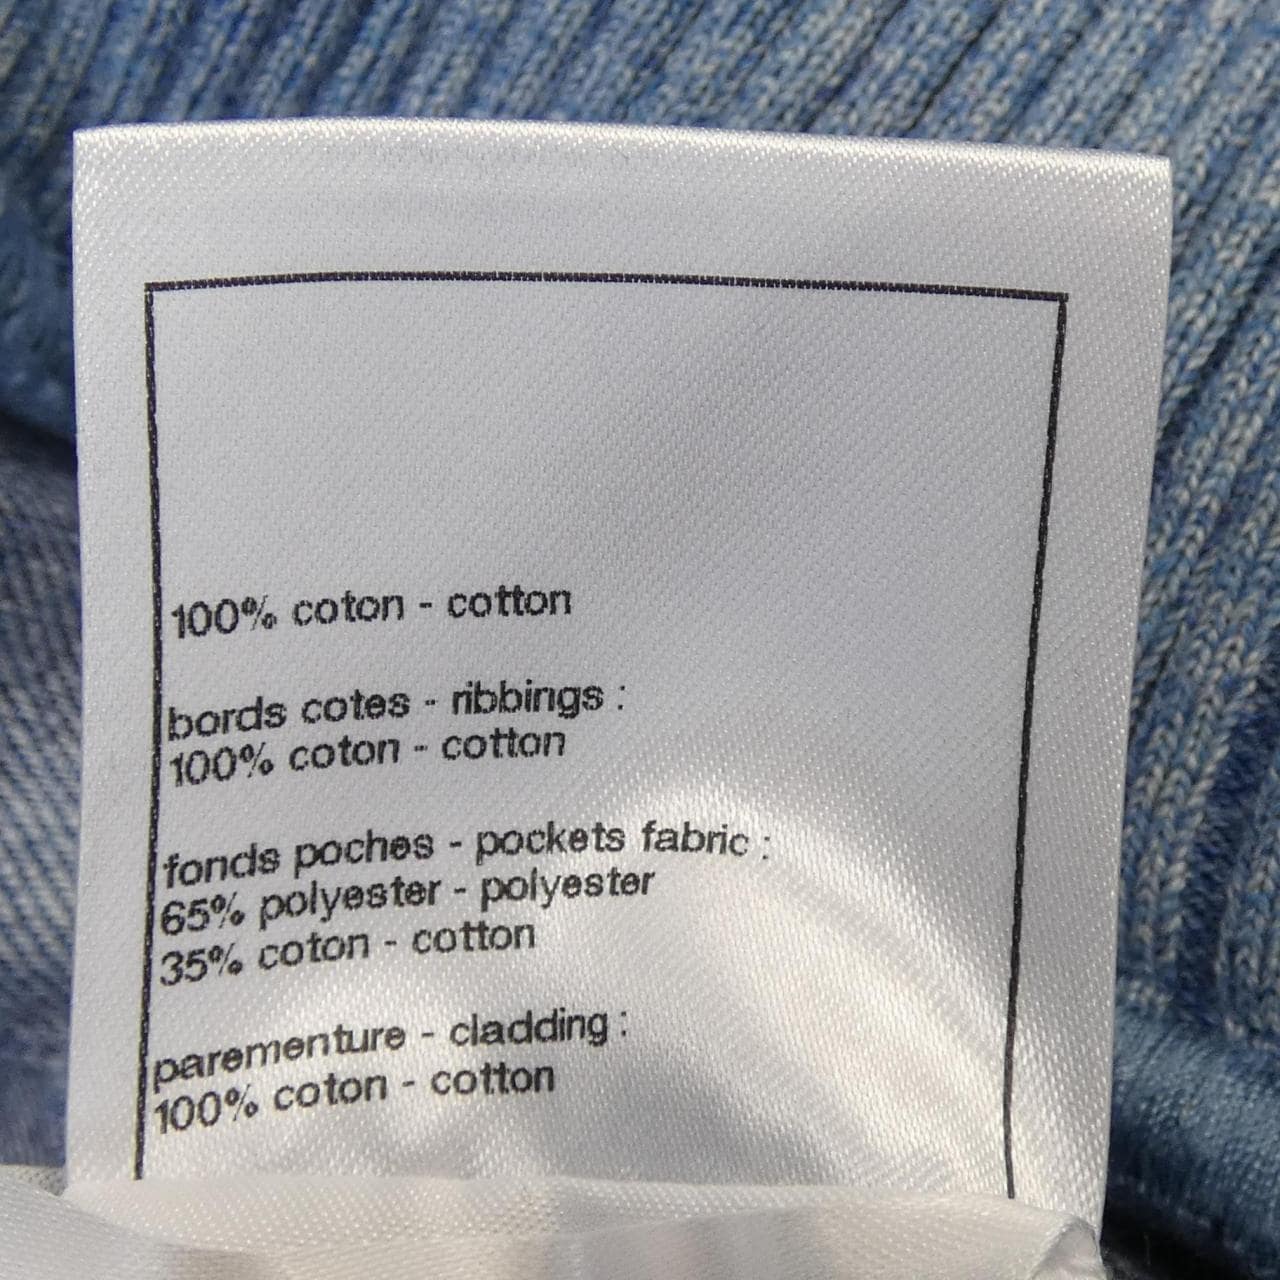 100% coton - cotton
bords cotes - ribbings :
100% coton - cotton
fonds poches - pockets fabric :
65% polyester - polyester
35% coton - cotton
parementure - cladding :
100% coton - cotton